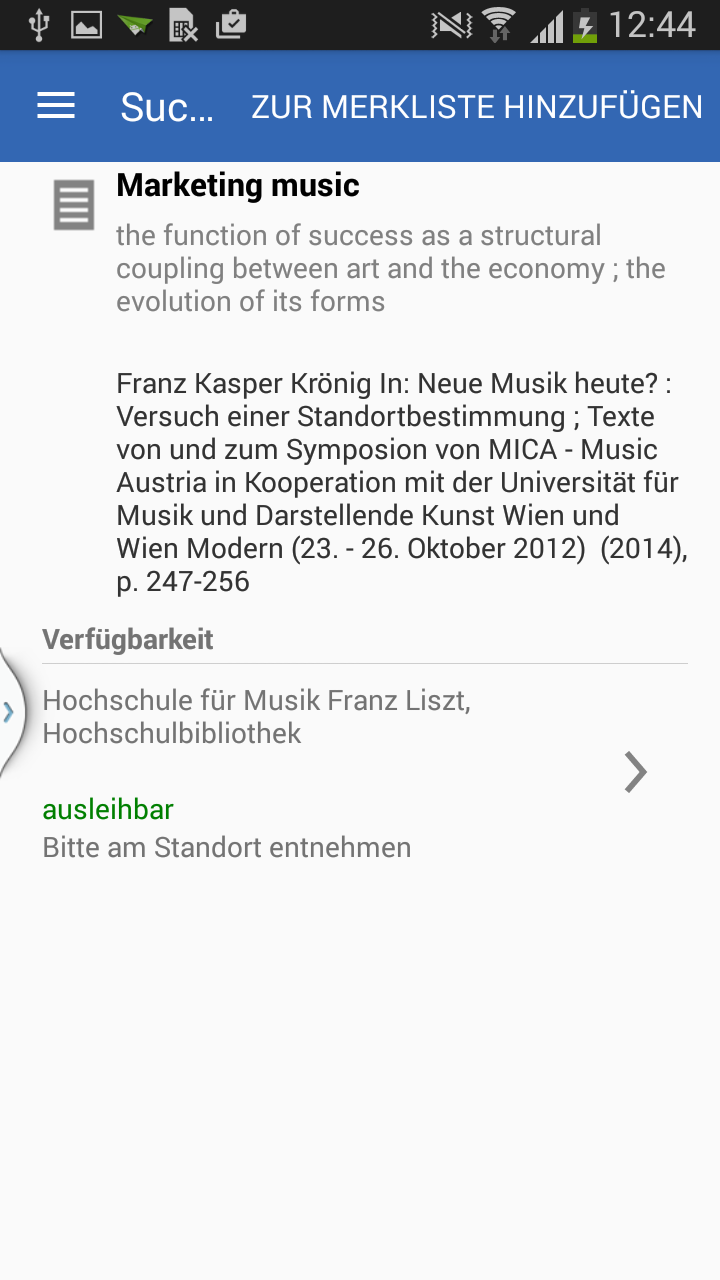 12:44
Suc...
ZUR MERKLISTE HINZUFÜGEN
Marketing music
the function of success as a structural
coupling between art and the economy ; the
evolution of its forms
Franz Kasper Krönig In: Neue Musik heute? :
Versuch einer Standortbestimmung ; Texte
von und zum Symposion von MICA - Music
Austria in Kooperation mit der Universität für
Musik und Darstellende Kunst Wien und
Wien Modern (23. - 26. Oktober 2012)  (2014),
p. 247-256
Verfügbarkeit
Hochschule für Musik Franz Liszt,
Hochschulbibliothek
ausleihbar
Bitte am Standort entnehmen